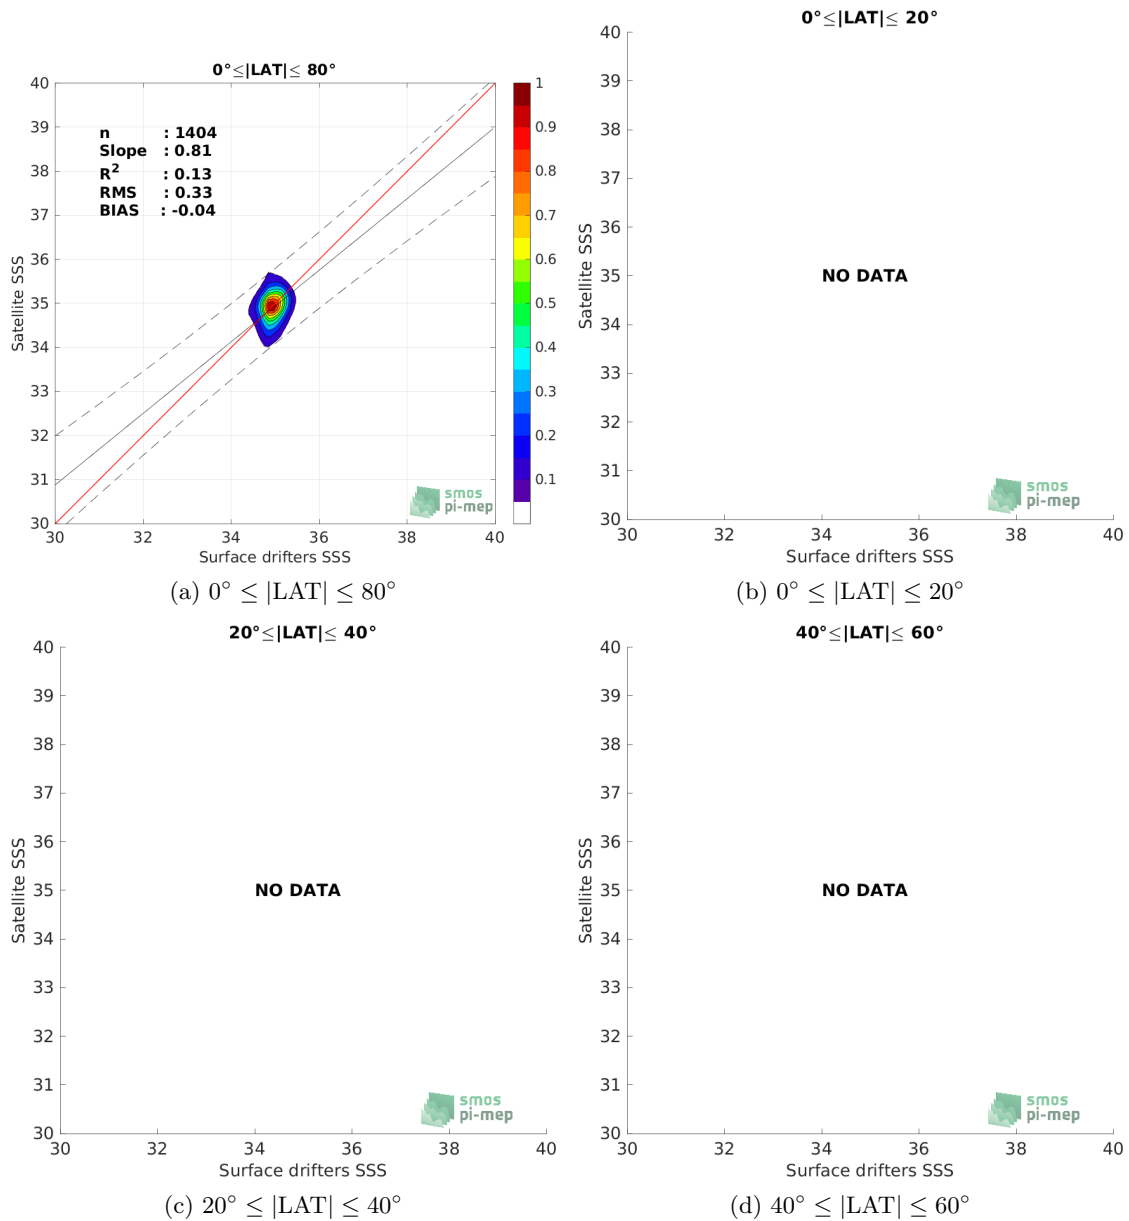 0°≤|LAT|≤ 80°
40
39
38
37
36
35
34
33
32
31
30
n : 1404
Slope : 0.81
R² : 0.13
RMS : 0.33
BIAS : -0.04
Satellite SSS
30 32 34 36 38 40
Surface drifters SSS
1
0.9
0.8
0.7
0.6
0.5
0.4
0.3
0.2
0.1
smos
pi-mep
(a) 0° ≤ |LAT| ≤ 80°
0°≤|LAT|≤ 20°
40
39
38
37
36
35
34
33
32
31
30
Satellite SSS
NO DATA
smos
pi-mep
30 32 34 36 38 40
Surface drifters SSS
(b) 0° ≤ |LAT| ≤ 20°
20°≤|LAT|≤ 40°
40
39
38
37
36
35
34
33
32
31
30
Satellite SSS
NO DATA
smos
pi-mep
30 32 34 36 38 40
Surface drifters SSS
(c) 20° ≤ |LAT| ≤ 40°
40°≤|LAT|≤ 60°
40
39
38
37
36
35
34
33
32
31
30
Satellite SSS
NO DATA
smos
pi-mep
30 32 34 36 38 40
Surface drifters SSS
(d) 40° ≤ |LAT| ≤ 60°